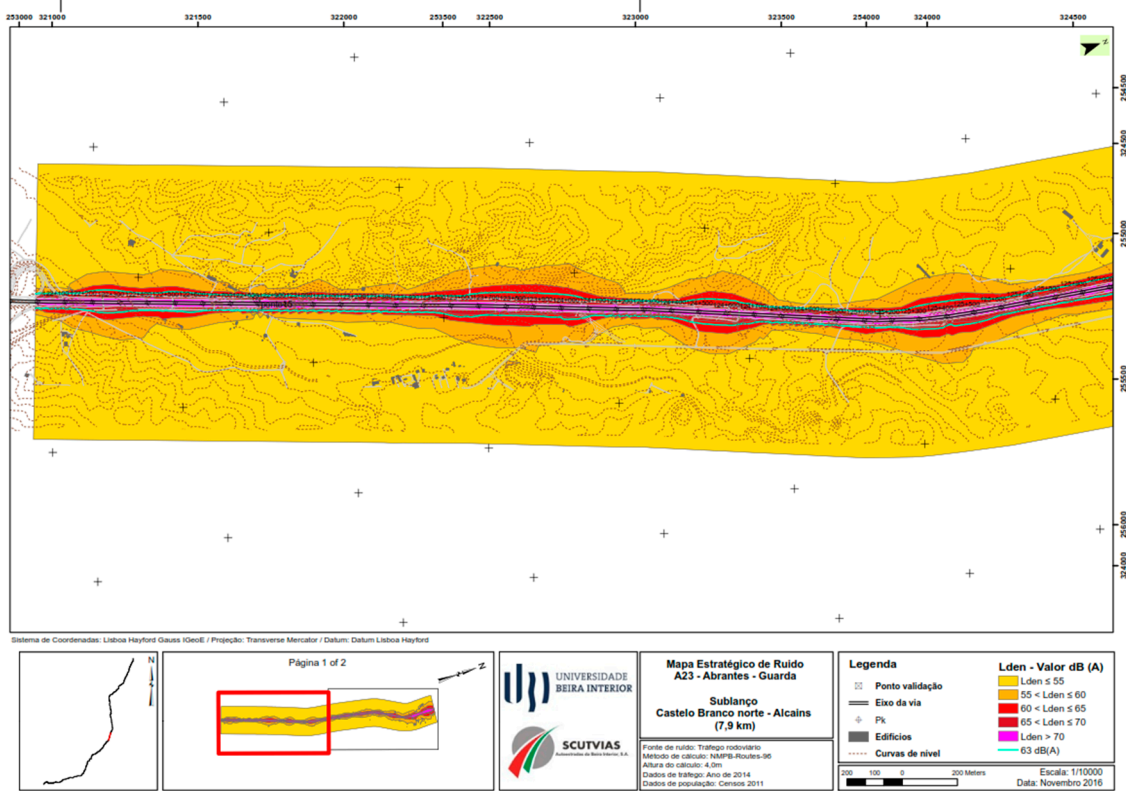 253000 321000 321500 322000 253500 322500 323000 323500 254000 324000 324500
Z
254500
324500
255000
255500
256000
324000
Sistema de Coordenadas: Lisboa Hayford Gauss IGeoE / Projeção: Transverse Mercator / Datum: Datum Lisboa Hayford
N
Página 1 of 2
Z
ubi UNIVERSIDADE
BEIRA INTERIOR
SCUTVIAS
Autoestradas da Beira Interior, S.A.
Mapa Estratégico de Ruido
A23 - Abrantes - Guarda
Sublanço
Castelo Branco norte - Alcains
(7,9 km)
Fonte de ruído: Tráfego rodoviário
Método de cálculo: NMPB-Routes-96
Altura do cálculo: 4,0m
Dados de tráfego: Ano de 2014
Dados de população: Censos 2011
Legenda
Ponto validação
Eixo da via
Pk
Edifícios
Curvas de nível
Lden - Valor dB (A)
Lden ≤ 55
55 < Lden ≤ 60
60 < Lden ≤ 65
65 < Lden ≤ 70
Lden > 70
63 dB(A)
200 100 0 200 Meters
Escala: 1/10000
Data: Novembro 2016